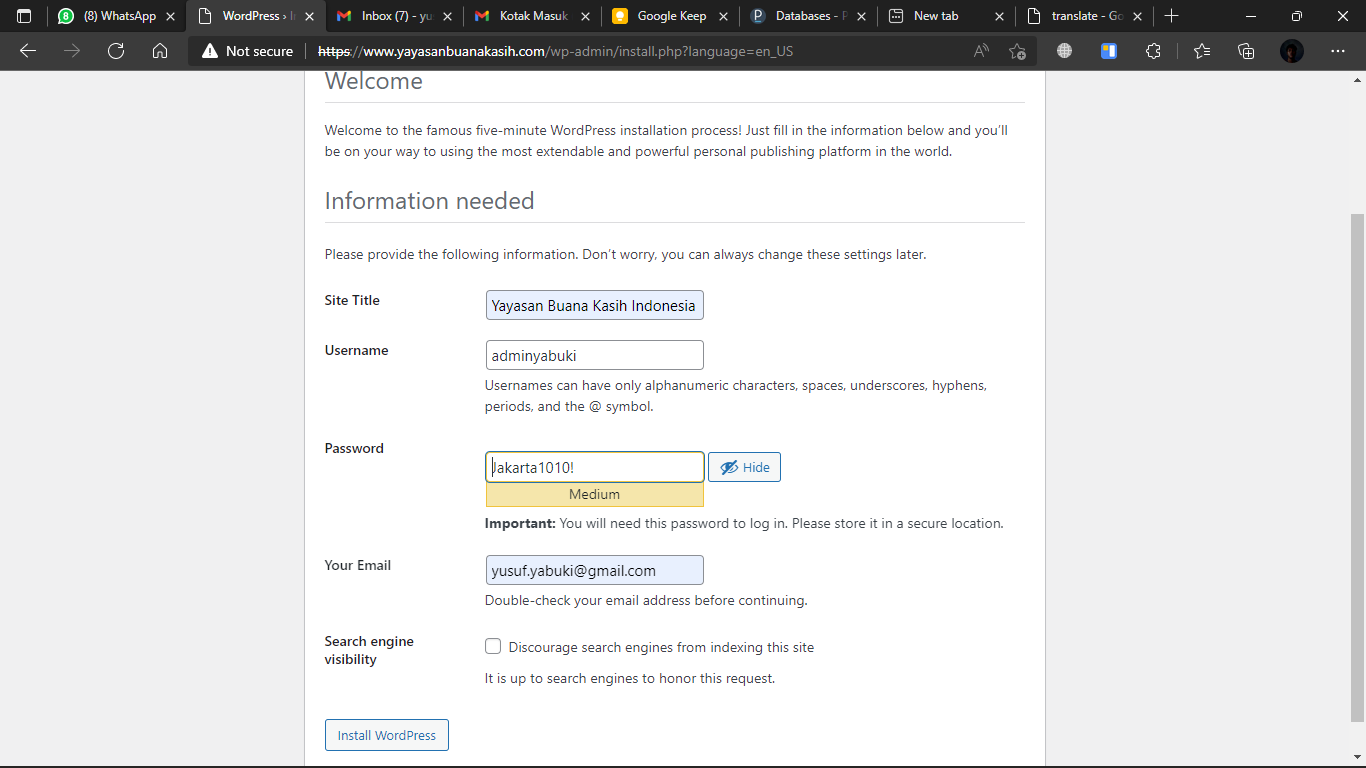 (8) WhatsApp
WordPress › I
Inbox (7) - yu
Kotak Masuk
Google Keep
Databases - P
New tab
translate - Go
Not secure
https://www.yayasanbuanakasih.com/wp-admin/install.php?language=en_US
Welcome
Welcome to the famous five-minute WordPress installation process! Just fill in the information below and you’ll
be on your way to using the most extendable and powerful personal publishing platform in the world.
Information needed
Please provide the following information. Don’t worry, you can always change these settings later.
Site Title
Yayasan Buana Kasih Indonesia
Username
adminyabuki
Usernames can have only alphanumeric characters, spaces, underscores, hyphens,
periods, and the @ symbol.
Password
Jakarta1010!
Hide
Medium
Important: You will need this password to log in. Please store it in a secure location.
Your Email
yusuf.yabuki@gmail.com
Double-check your email address before continuing.
Search engine
visibility
Discourage search engines from indexing this site
It is up to search engines to honor this request.
Install WordPress